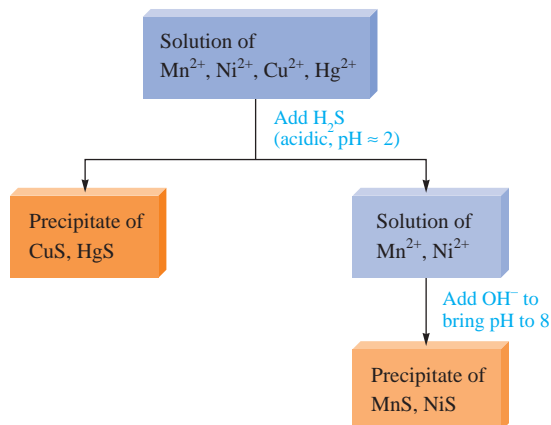 Solution of
Mn²⁺, Ni²⁺, Cu²⁺, Hg²⁺
Add H₂S
(acidic, pH ≈ 2)
Precipitate of
CuS, HgS
Solution of
Mn²⁺, Ni²⁺
Add OH⁻ to
bring pH to 8
Precipitate of
MnS, NiS